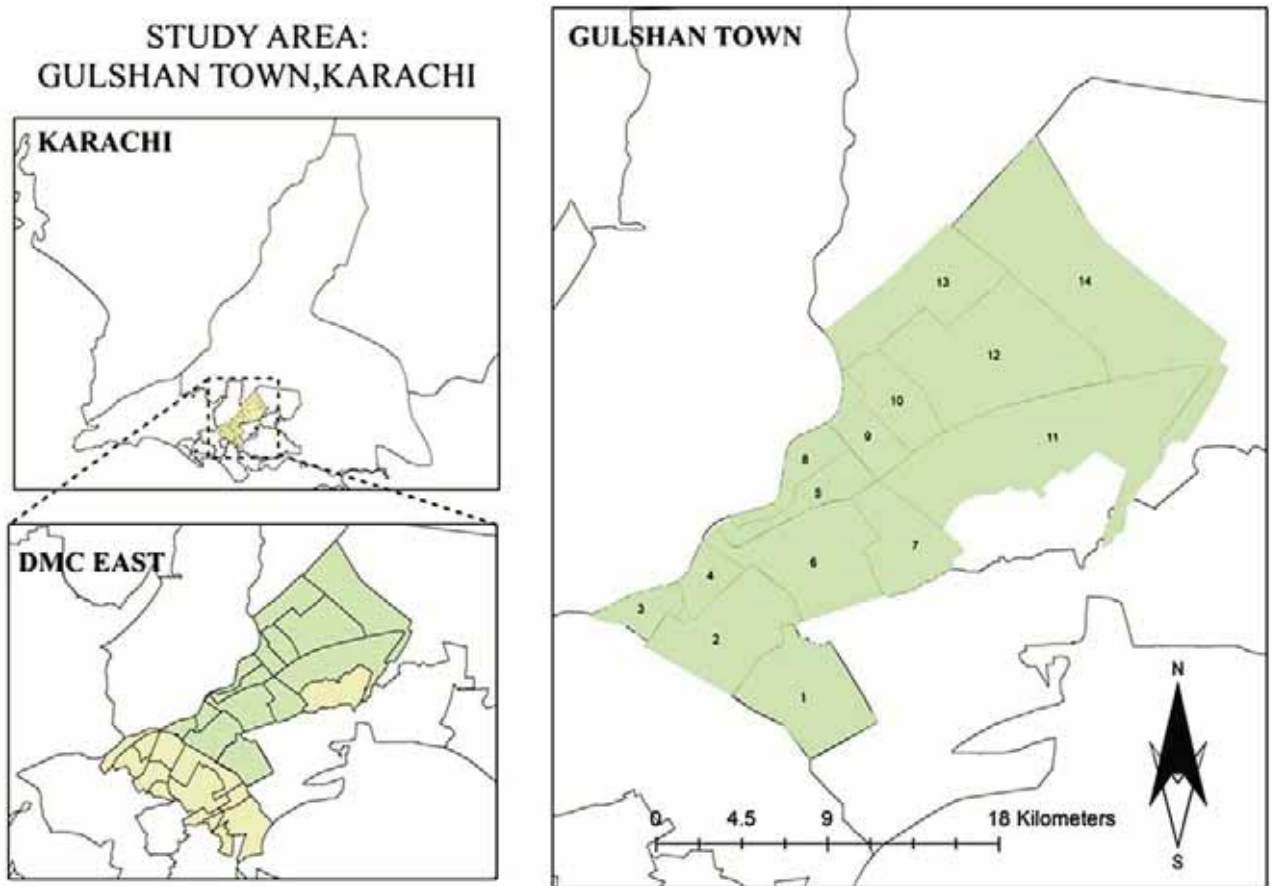 STUDY AREA:
GULSHAN TOWN,KARACHI
KARACHI
DMC EAST
GULSHAN TOWN
13
14
12
10
9
11
8
5
7
6
4
3
2
1
0 4.5 9 18 Kilometers
N
S